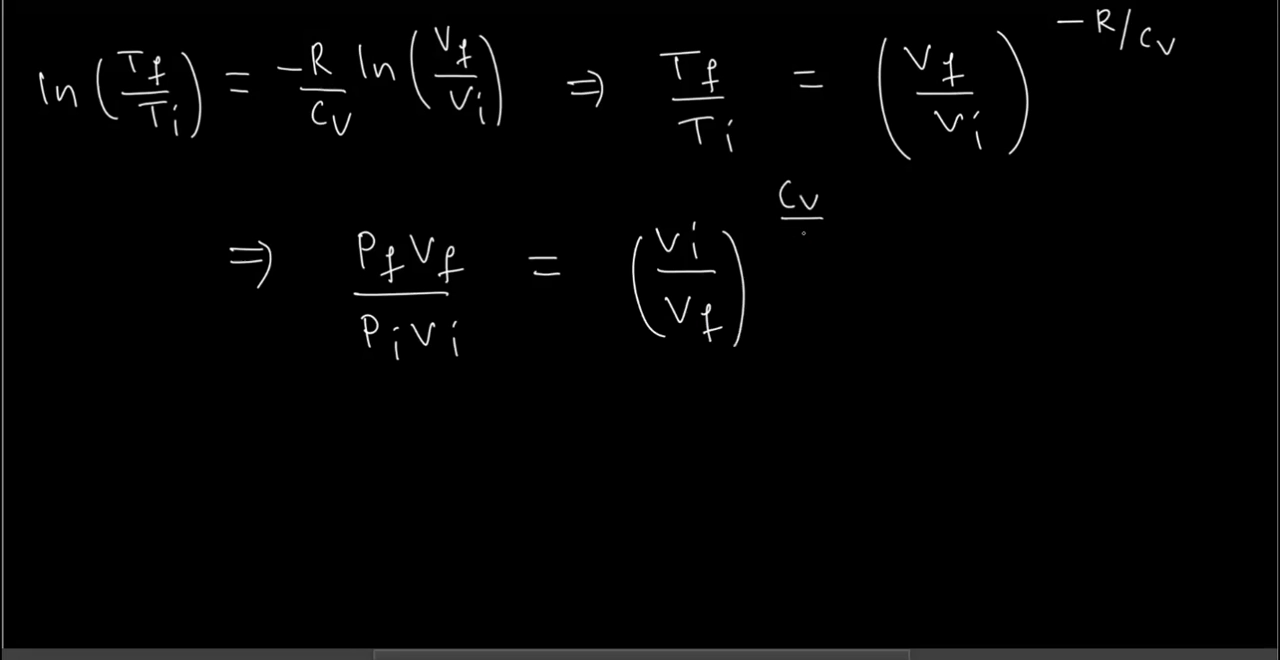 ln(T_f/T_i) = -R/C_V ln(V_f/V_i) ⇒ T_f/T_i = (V_f/V_i)^(-R/C_V)
⇒ P_f V_f / P_i V_i = (V_i/V_f)^(C_V/